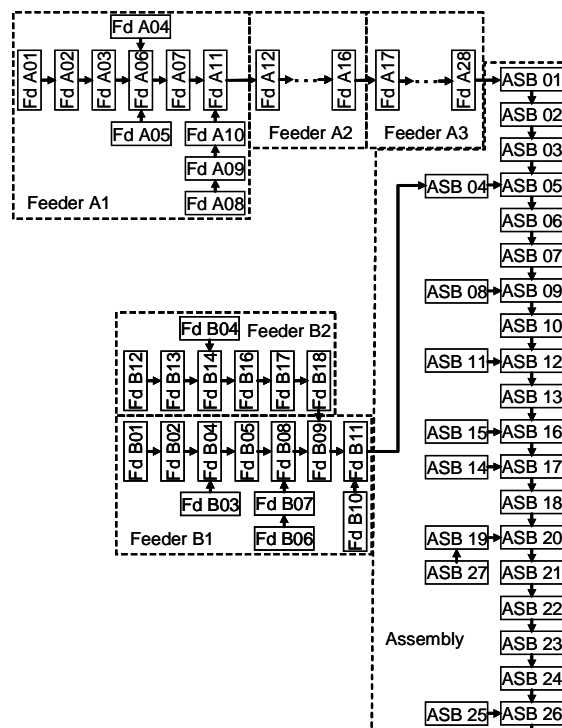 Fd A04
Fd A01
Fd A02
Fd A03
Fd A06
Fd A07
Fd A11
Fd A12
Fd A16
Fd A17
Fd A28
ASB 01
ASB 02
Fd A05
Fd A10
Feeder A2
Feeder A3
ASB 03
Fd A09
ASB 04
ASB 05
Feeder A1
Fd A08
ASB 06
ASB 07
ASB 08
ASB 09
Fd B04
Feeder B2
ASB 10
Fd B12
Fd B13
Fd B14
Fd B16
Fd B17
Fd B18
ASB 11
ASB 12
ASB 13
Fd B01
Fd B02
Fd B04
Fd B05
Fd B08
Fd B09
Fd B11
ASB 15
ASB 16
ASB 14
ASB 17
Fd B03
Fd B07
Fd B10
ASB 18
Feeder B1
Fd B06
ASB 19
ASB 20
ASB 27
ASB 21
ASB 22
Assembly
ASB 23
ASB 24
ASB 25
ASB 26